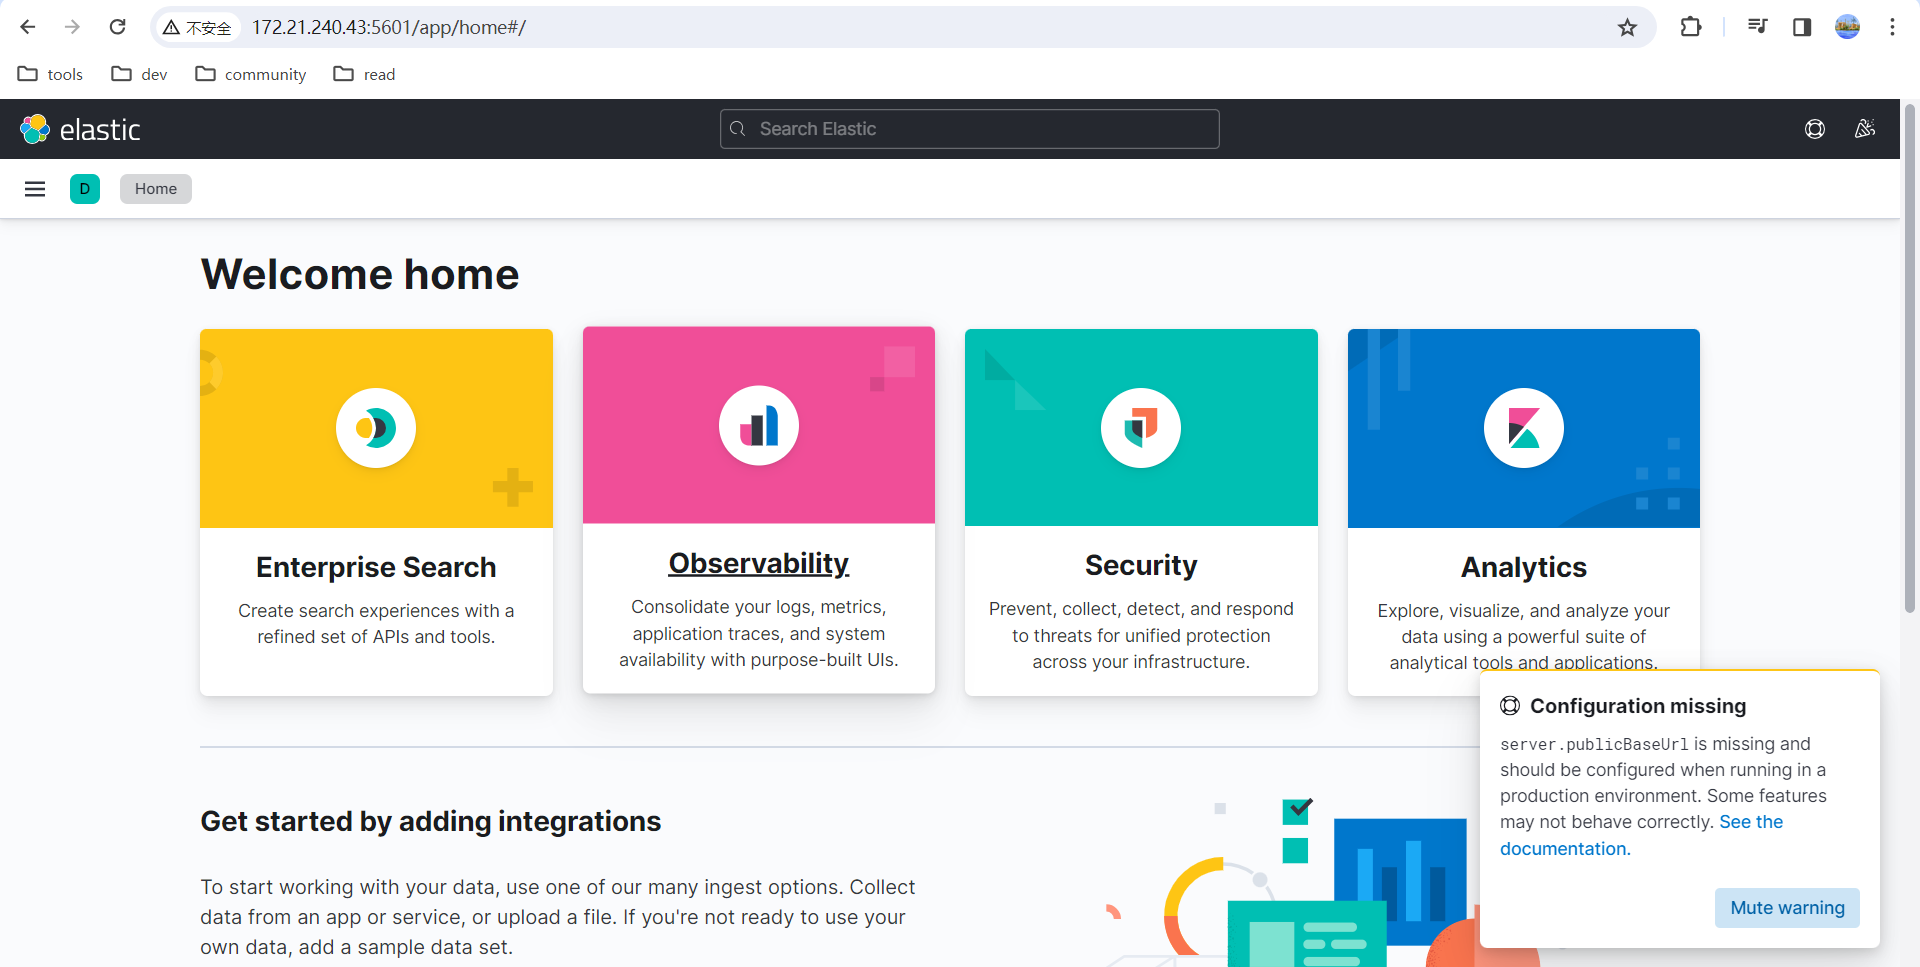 不安全
172.21.240.43:5601/app/home#/
tools
dev
community
read
elastic
Search Elastic
D
Home
Welcome home
Enterprise Search
Create search experiences with a
refined set of APIs and tools.
Observability
Consolidate your logs, metrics,
application traces, and system
availability with purpose-built UIs.
Security
Prevent, collect, detect, and respond
to threats for unified protection
across your infrastructure.
Analytics
Explore, visualize, and analyze your
data using a powerful suite of
analytical tools and applications.
Configuration missing
server.publicBaseUrl is missing and
should be configured when running in a
production environment. Some features
may not behave correctly. See the
documentation.
Mute warning
Get started by adding integrations
To start working with your data, use one of our many ingest options. Collect
data from an app or service, or upload a file. If you're not ready to use your
own data, add a sample data set.